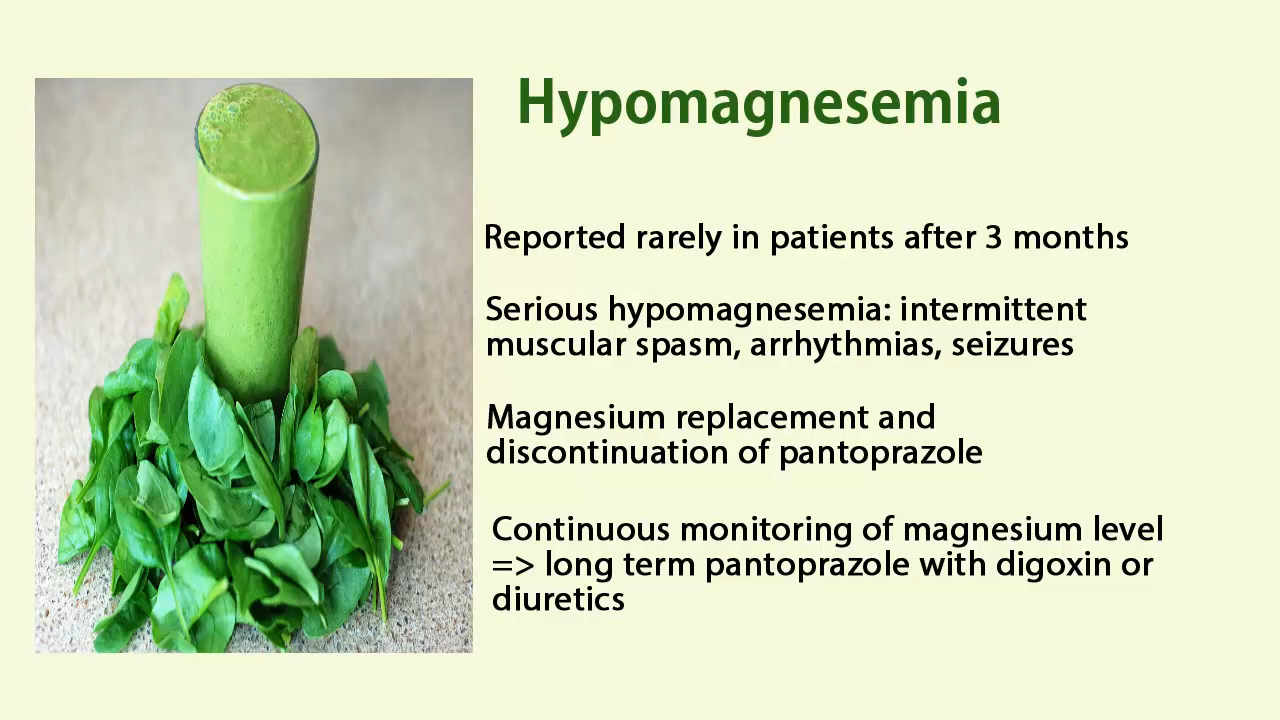 Hypomagnesemia
Reported rarely in patients after 3 months
Serious hypomagnesemia: intermittent
muscular spasm, arrhythmias, seizures
Magnesium replacement and
discontinuation of pantoprazole
Continuous monitoring of magnesium level
=> long term pantoprazole with digoxin or
diuretics